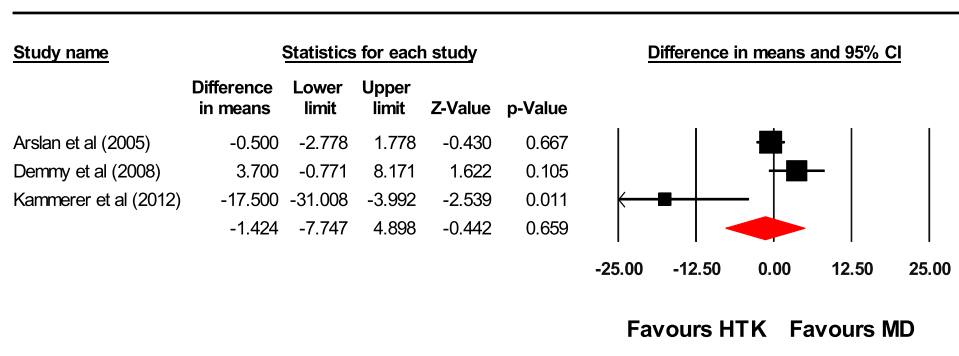 Study name Statistics for each study Difference in means and 95% CI
Difference Lower Upper
in means limit limit Z-Value p-Value
Arslan et al (2005) -0.500 -2.778 1.778 -0.430 0.667
Demmy et al (2008) 3.700 -0.771 8.171 1.622 0.105
Kammerer et al (2012) -17.500 -31.008 -3.992 -2.539 0.011
-1.424 -7.747 4.898 -0.442 0.659
-25.00 -12.50 0.00 12.50 25.00
Favours HTK Favours MD